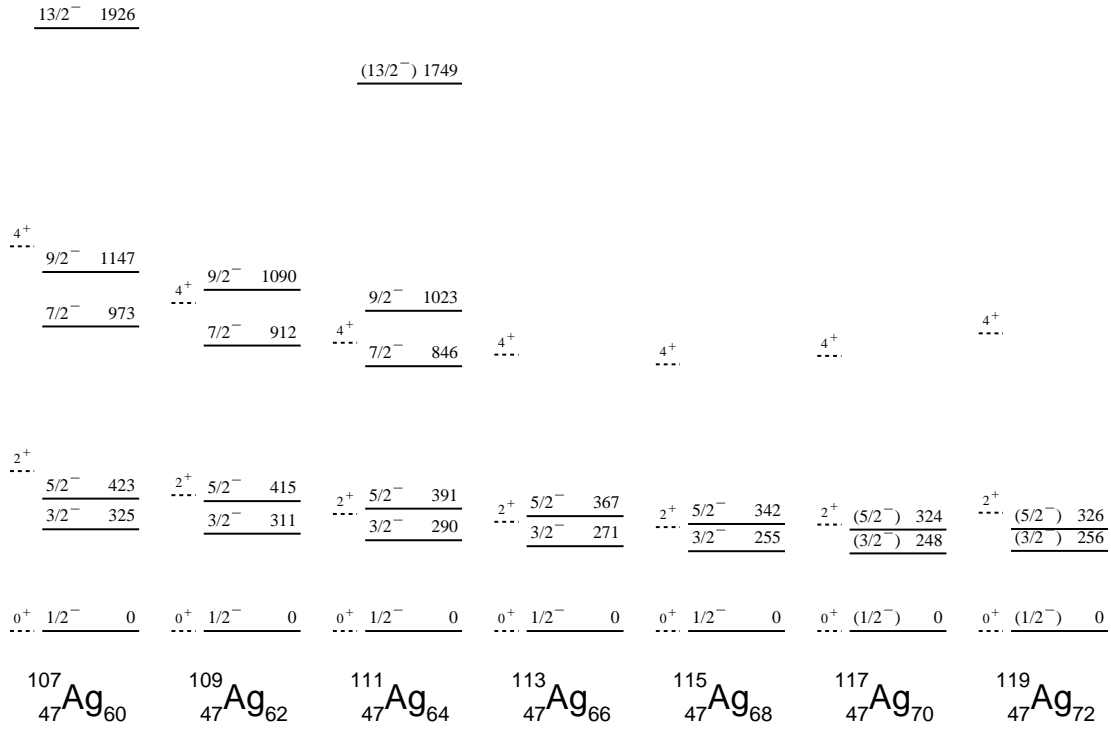 13/2⁻ 1926
(13/2⁻) 1749
4⁺
9/2⁻ 1147
7/2⁻ 973
4⁺
9/2⁻ 1090
7/2⁻ 912
4⁺
9/2⁻ 1023
7/2⁻ 846
4⁺
4⁺
4⁺
4⁺
2⁺
5/2⁻ 423
3/2⁻ 325
2⁺
5/2⁻ 415
3/2⁻ 311
2⁺
5/2⁻ 391
3/2⁻ 290
2⁺
5/2⁻ 367
3/2⁻ 271
2⁺
5/2⁻ 342
3/2⁻ 255
2⁺
(5/2⁻) 324
(3/2⁻) 248
2⁺
(5/2⁻) 326
(3/2⁻) 256
0⁺ 1/2⁻ 0
0⁺ 1/2⁻ 0
0⁺ 1/2⁻ 0
0⁺ 1/2⁻ 0
0⁺ 1/2⁻ 0
0⁺ (1/2⁻) 0
0⁺ (1/2⁻) 0
¹⁰⁷₄₇Ag₆₀
¹⁰⁹₄₇Ag₆₂
¹¹¹₄₇Ag₆₄
¹¹³₄₇Ag₆₆
¹¹⁵₄₇Ag₆₈
¹¹⁷₄₇Ag₇₀
¹¹⁹₄₇Ag₇₂